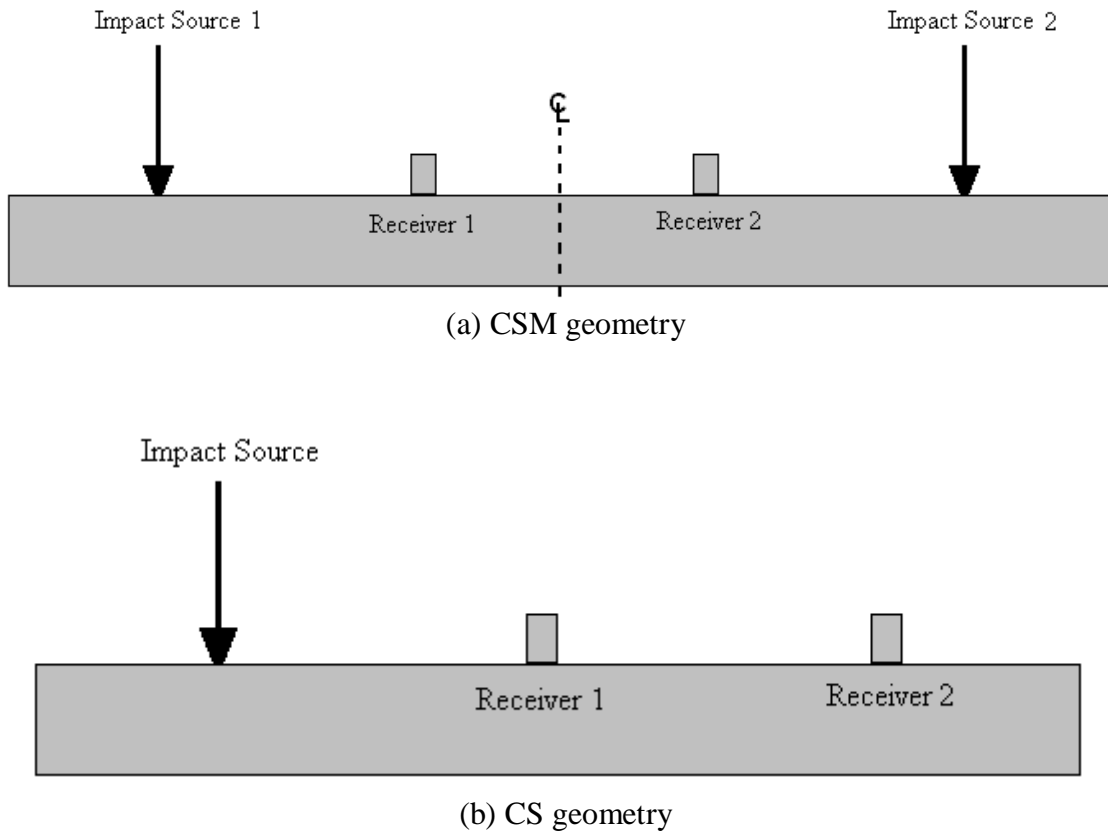 Impact Source 1
Impact Source 2
℄
Receiver 1
Receiver 2
(a) CSM geometry
Impact Source
Receiver 1
Receiver 2
(b) CS geometry